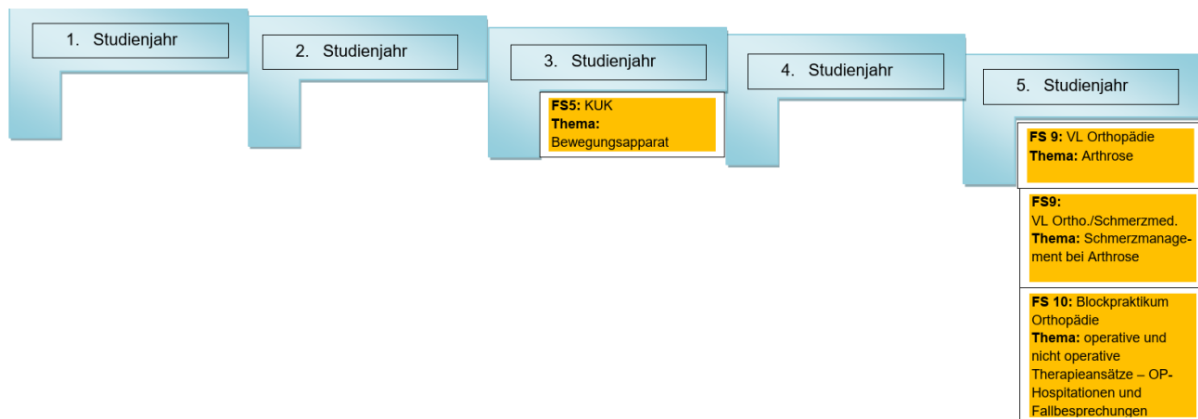 1. Studienjahr
2. Studienjahr
3. Studienjahr
FS5: KUK
Thema:
Bewegungsapparat
4. Studienjahr
5. Studienjahr
FS 9: VL Orthopädie
Thema: Arthrose
FS9:
VL Ortho./Schmerzmed.
Thema: Schmerzmanage-
ment bei Arthrose
FS 10: Blockpraktikum
Orthopädie
Thema: operative und
nicht operative
Therapieansätze – OP-
Hospitationen und
Fallbesprechungen